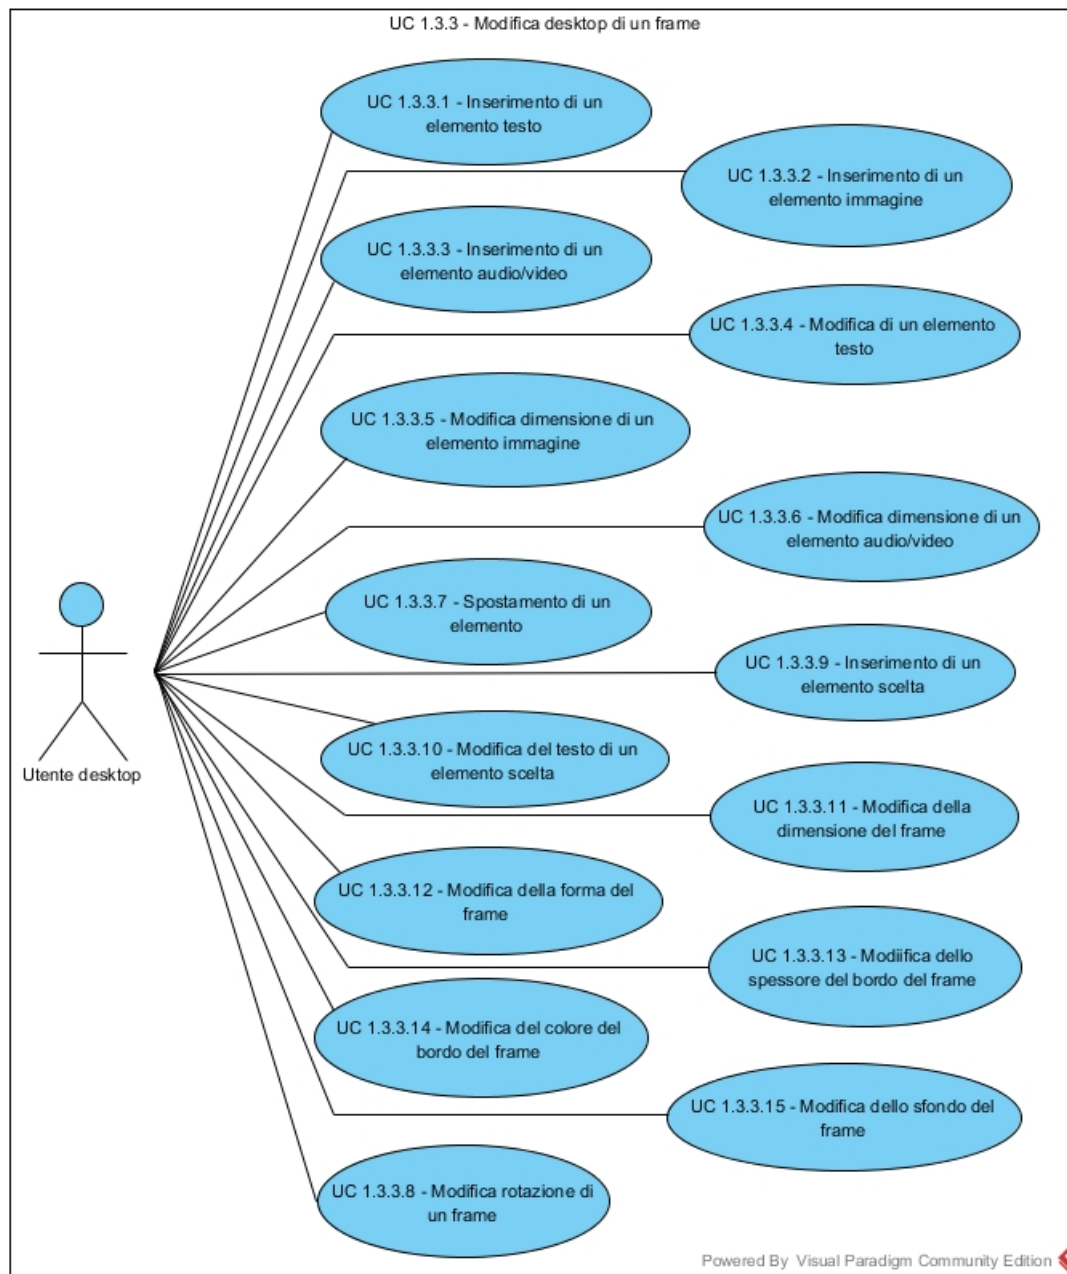 UC 1.3.3 - Modifica desktop di un frame
UC 1.3.3.1 - Inserimento di un
elemento testo
UC 1.3.3.2 - Inserimento di un
elemento immagine
UC 1.3.3.3 - Inserimento di un
elemento audio/video
UC 1.3.3.4 - Modifica di un elemento
testo
UC 1.3.3.5 - Modifica dimensione di un
elemento immagine
UC 1.3.3.6 - Modifica dimensione di un
elemento audio/video
UC 1.3.3.7 - Spostamento di un
elemento
UC 1.3.3.9 - Inserimento di un
elemento scelta
UC 1.3.3.10 - Modifica del testo di un
elemento scelta
Utente desktop
UC 1.3.3.11 - Modifica della
dimensione del frame
UC 1.3.3.12 - Modifica della forma del
frame
UC 1.3.3.13 - Modiifica dello
spessore del bordo del frame
UC 1.3.3.14 - Modifica del colore del
bordo del frame
UC 1.3.3.15 - Modifica dello sfondo del
frame
UC 1.3.3.8 - Modifica rotazione di
un frame
Powered By Visual Paradigm Community Edition